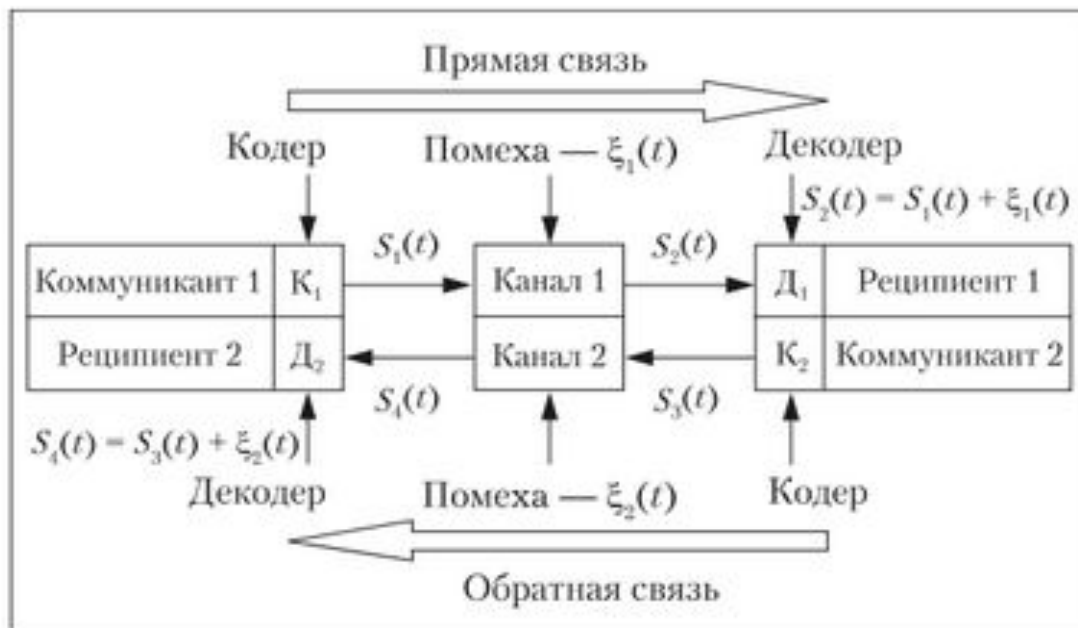 Прямая связь
Кодер Помеха — ξ₁(t) Декодер
S₂(t) = S₁(t) + ξ₁(t)
S₁(t) S₂(t)
Коммуникант 1 К₁ Канал 1 Д₁ Реципиент 1
Реципиент 2 Д₂ Канал 2 К₂ Коммуникант 2
S₄(t) S₃(t)
S₄(t) = S₃(t) + ξ₂(t)
Декодер Помеха — ξ₂(t) Кодер
Обратная связь